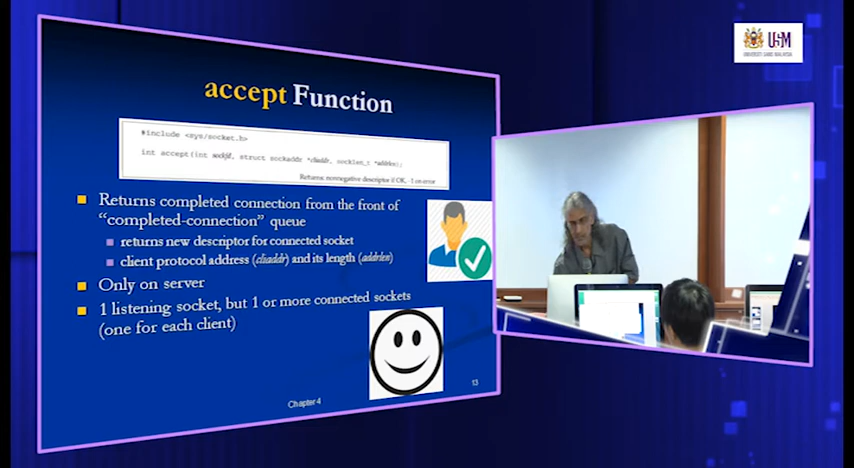 accept Function
#include <sys/socket.h>
int accept(int sockfd, struct sockaddr *cliaddr, socklen_t *addrlen);
Returns: nonnegative descriptor if OK, -1 on error
Returns completed connection from the front of
“completed-connection” queue
returns new descriptor for connected socket
client protocol address (cliaddr) and its length (addrlen)
Only on server
1 listening socket, but 1 or more connected sockets
(one for each client)
Chapter 4
13
USM
UNIVERSITI SAINS MALAYSIA